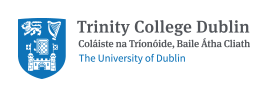 Trinity College Dublin
Coláiste na Tríonóide, Baile Átha Cliath
The University of Dublin